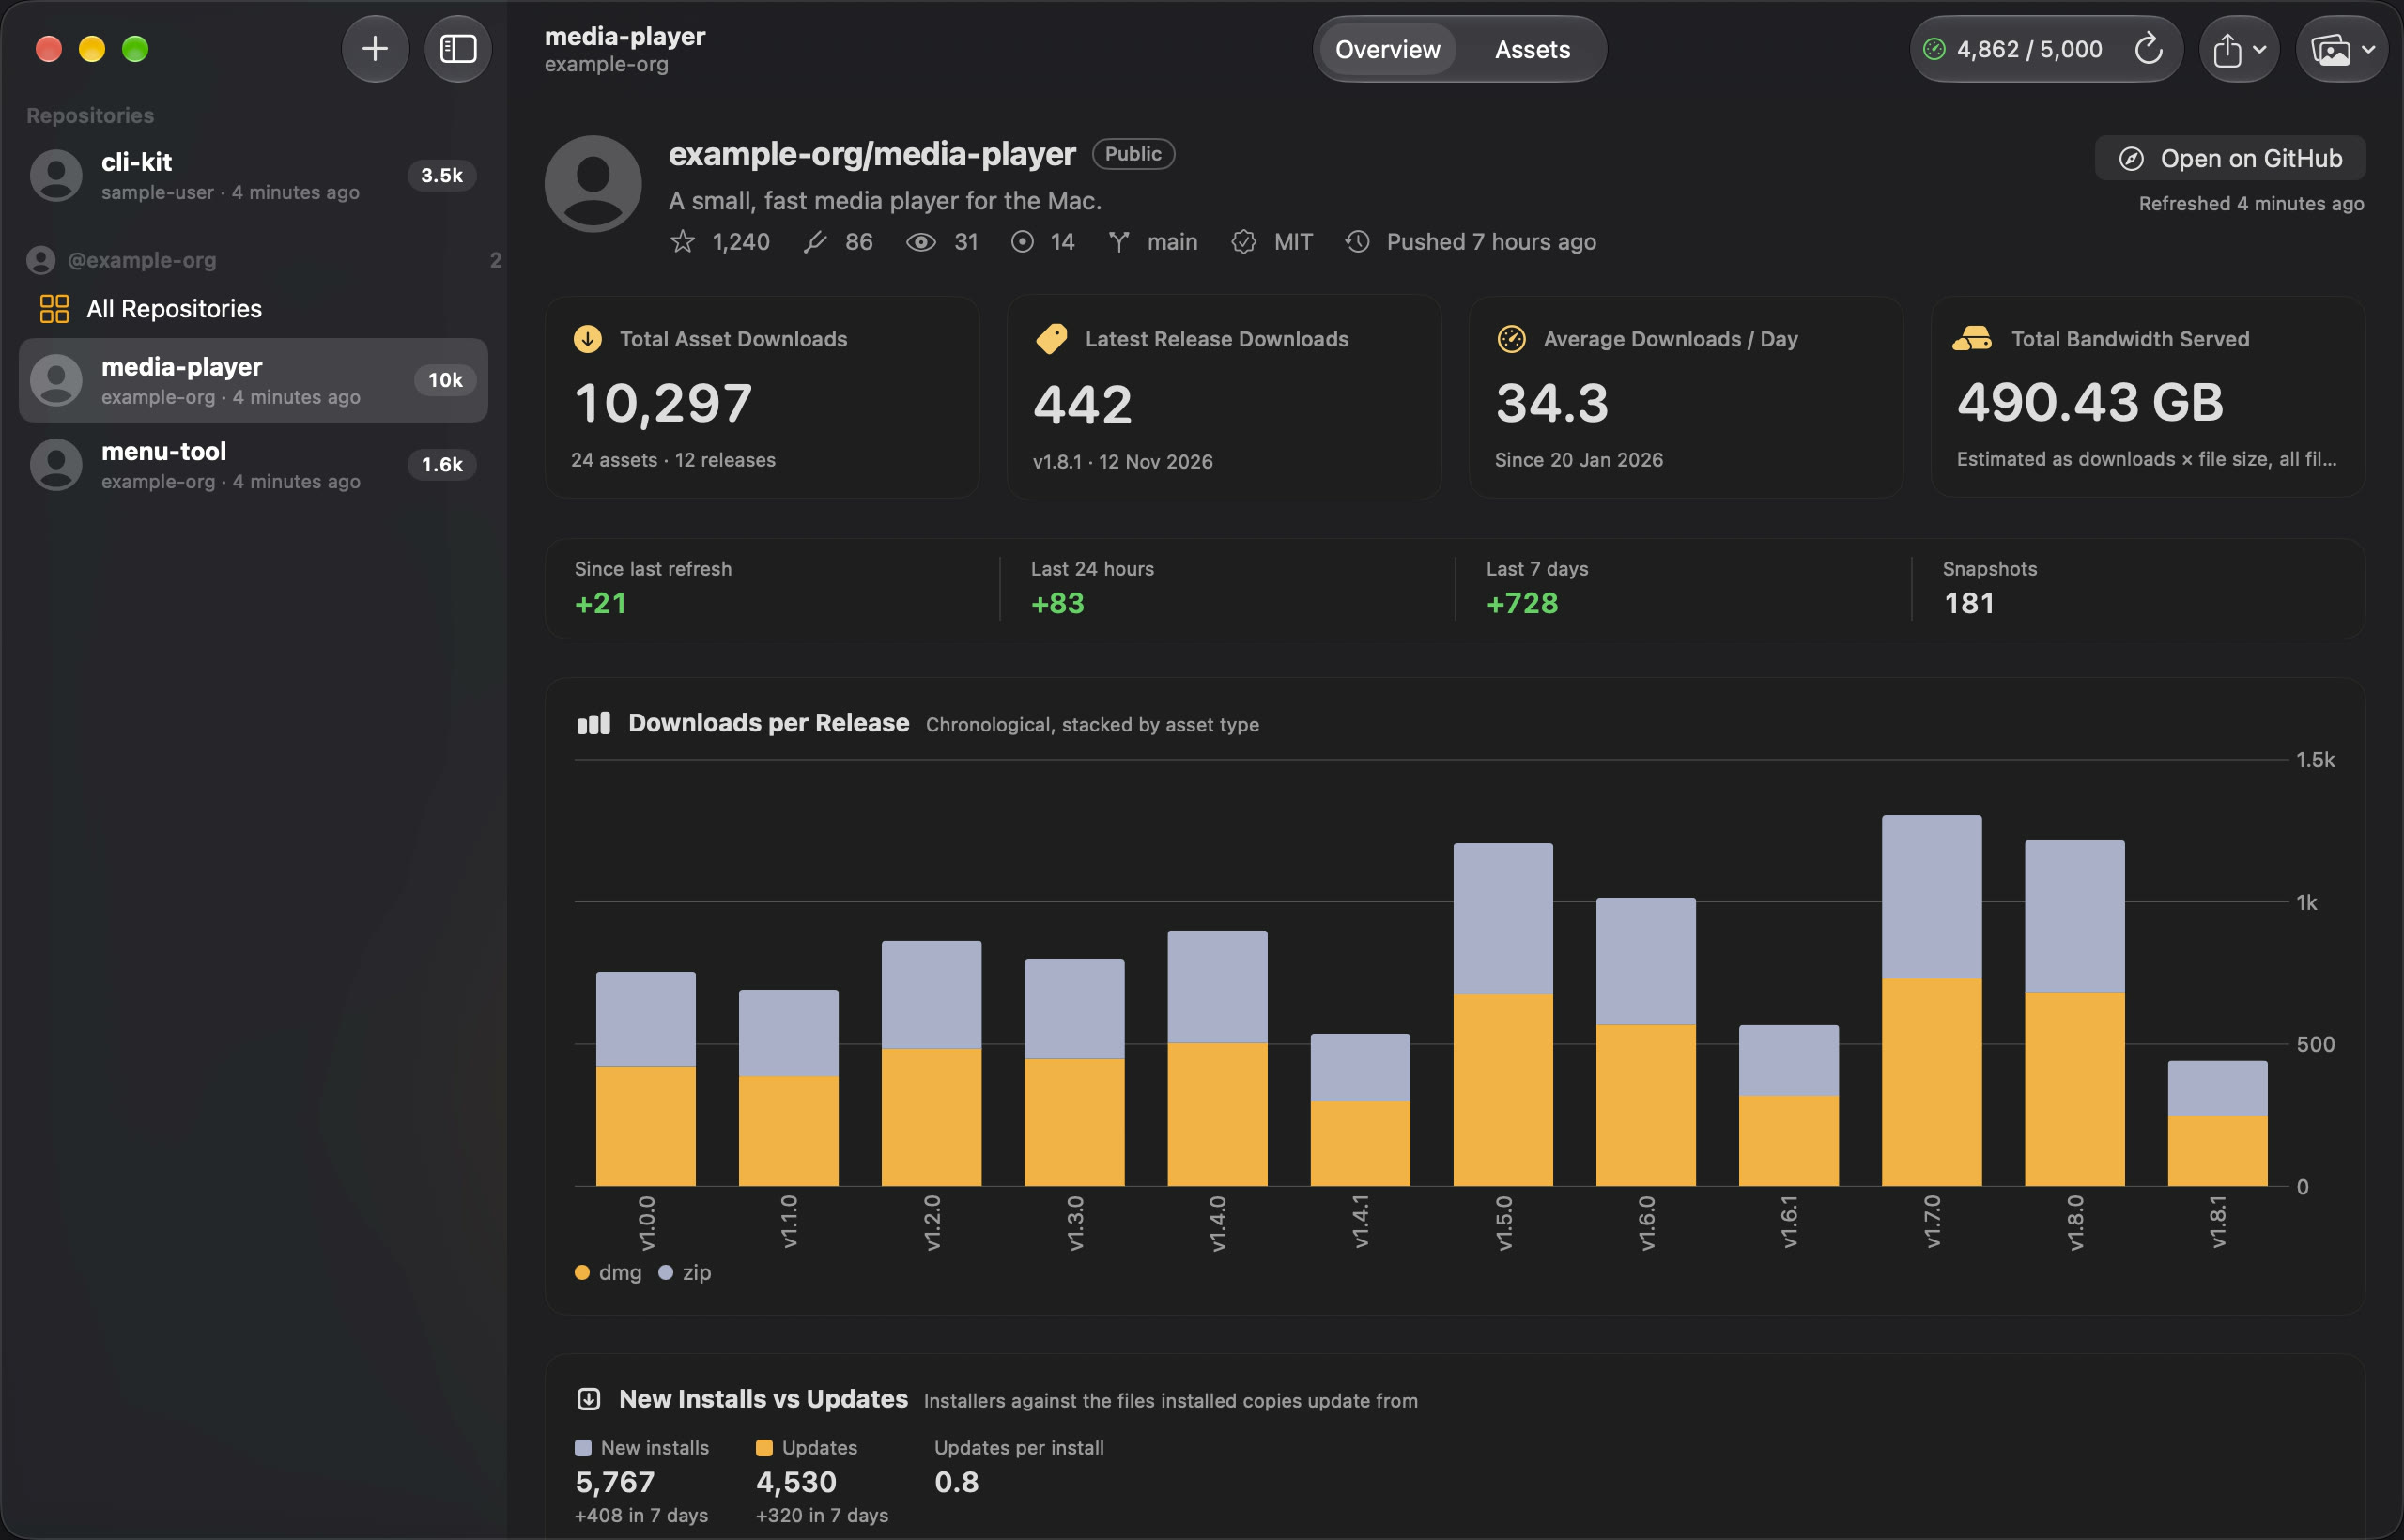 media-player
example-org
Overview
Assets
4,862 / 5,000
Repositories
cli-kit
sample-user · 4 minutes ago
3.5k
@example-org
2
All Repositories
media-player
example-org · 4 minutes ago
10k
menu-tool
example-org · 4 minutes ago
1.6k
example-org/media-player
Public
A small, fast media player for the Mac.
1,240
86
31
14
main
MIT
Pushed 7 hours ago
Open on GitHub
Refreshed 4 minutes ago
Total Asset Downloads
10,297
24 assets · 12 releases
Latest Release Downloads
442
v1.8.1 · 12 Nov 2026
Average Downloads / Day
34.3
Since 20 Jan 2026
Total Bandwidth Served
490.43 GB
Estimated as downloads × file size, all fil...
Since last refresh
+21
Last 24 hours
+83
Last 7 days
+728
Snapshots
181
Downloads per Release
Chronological, stacked by asset type
1.5k
1k
500
0
v1.0.0
v1.1.0
v1.2.0
v1.3.0
v1.4.0
v1.4.1
v1.5.0
v1.6.0
v1.6.1
v1.7.0
v1.8.0
v1.8.1
dmg
zip
New Installs vs Updates
Installers against the files installed copies update from
New installs
5,767
+408 in 7 days
Updates
4,530
+320 in 7 days
Updates per install
0.8